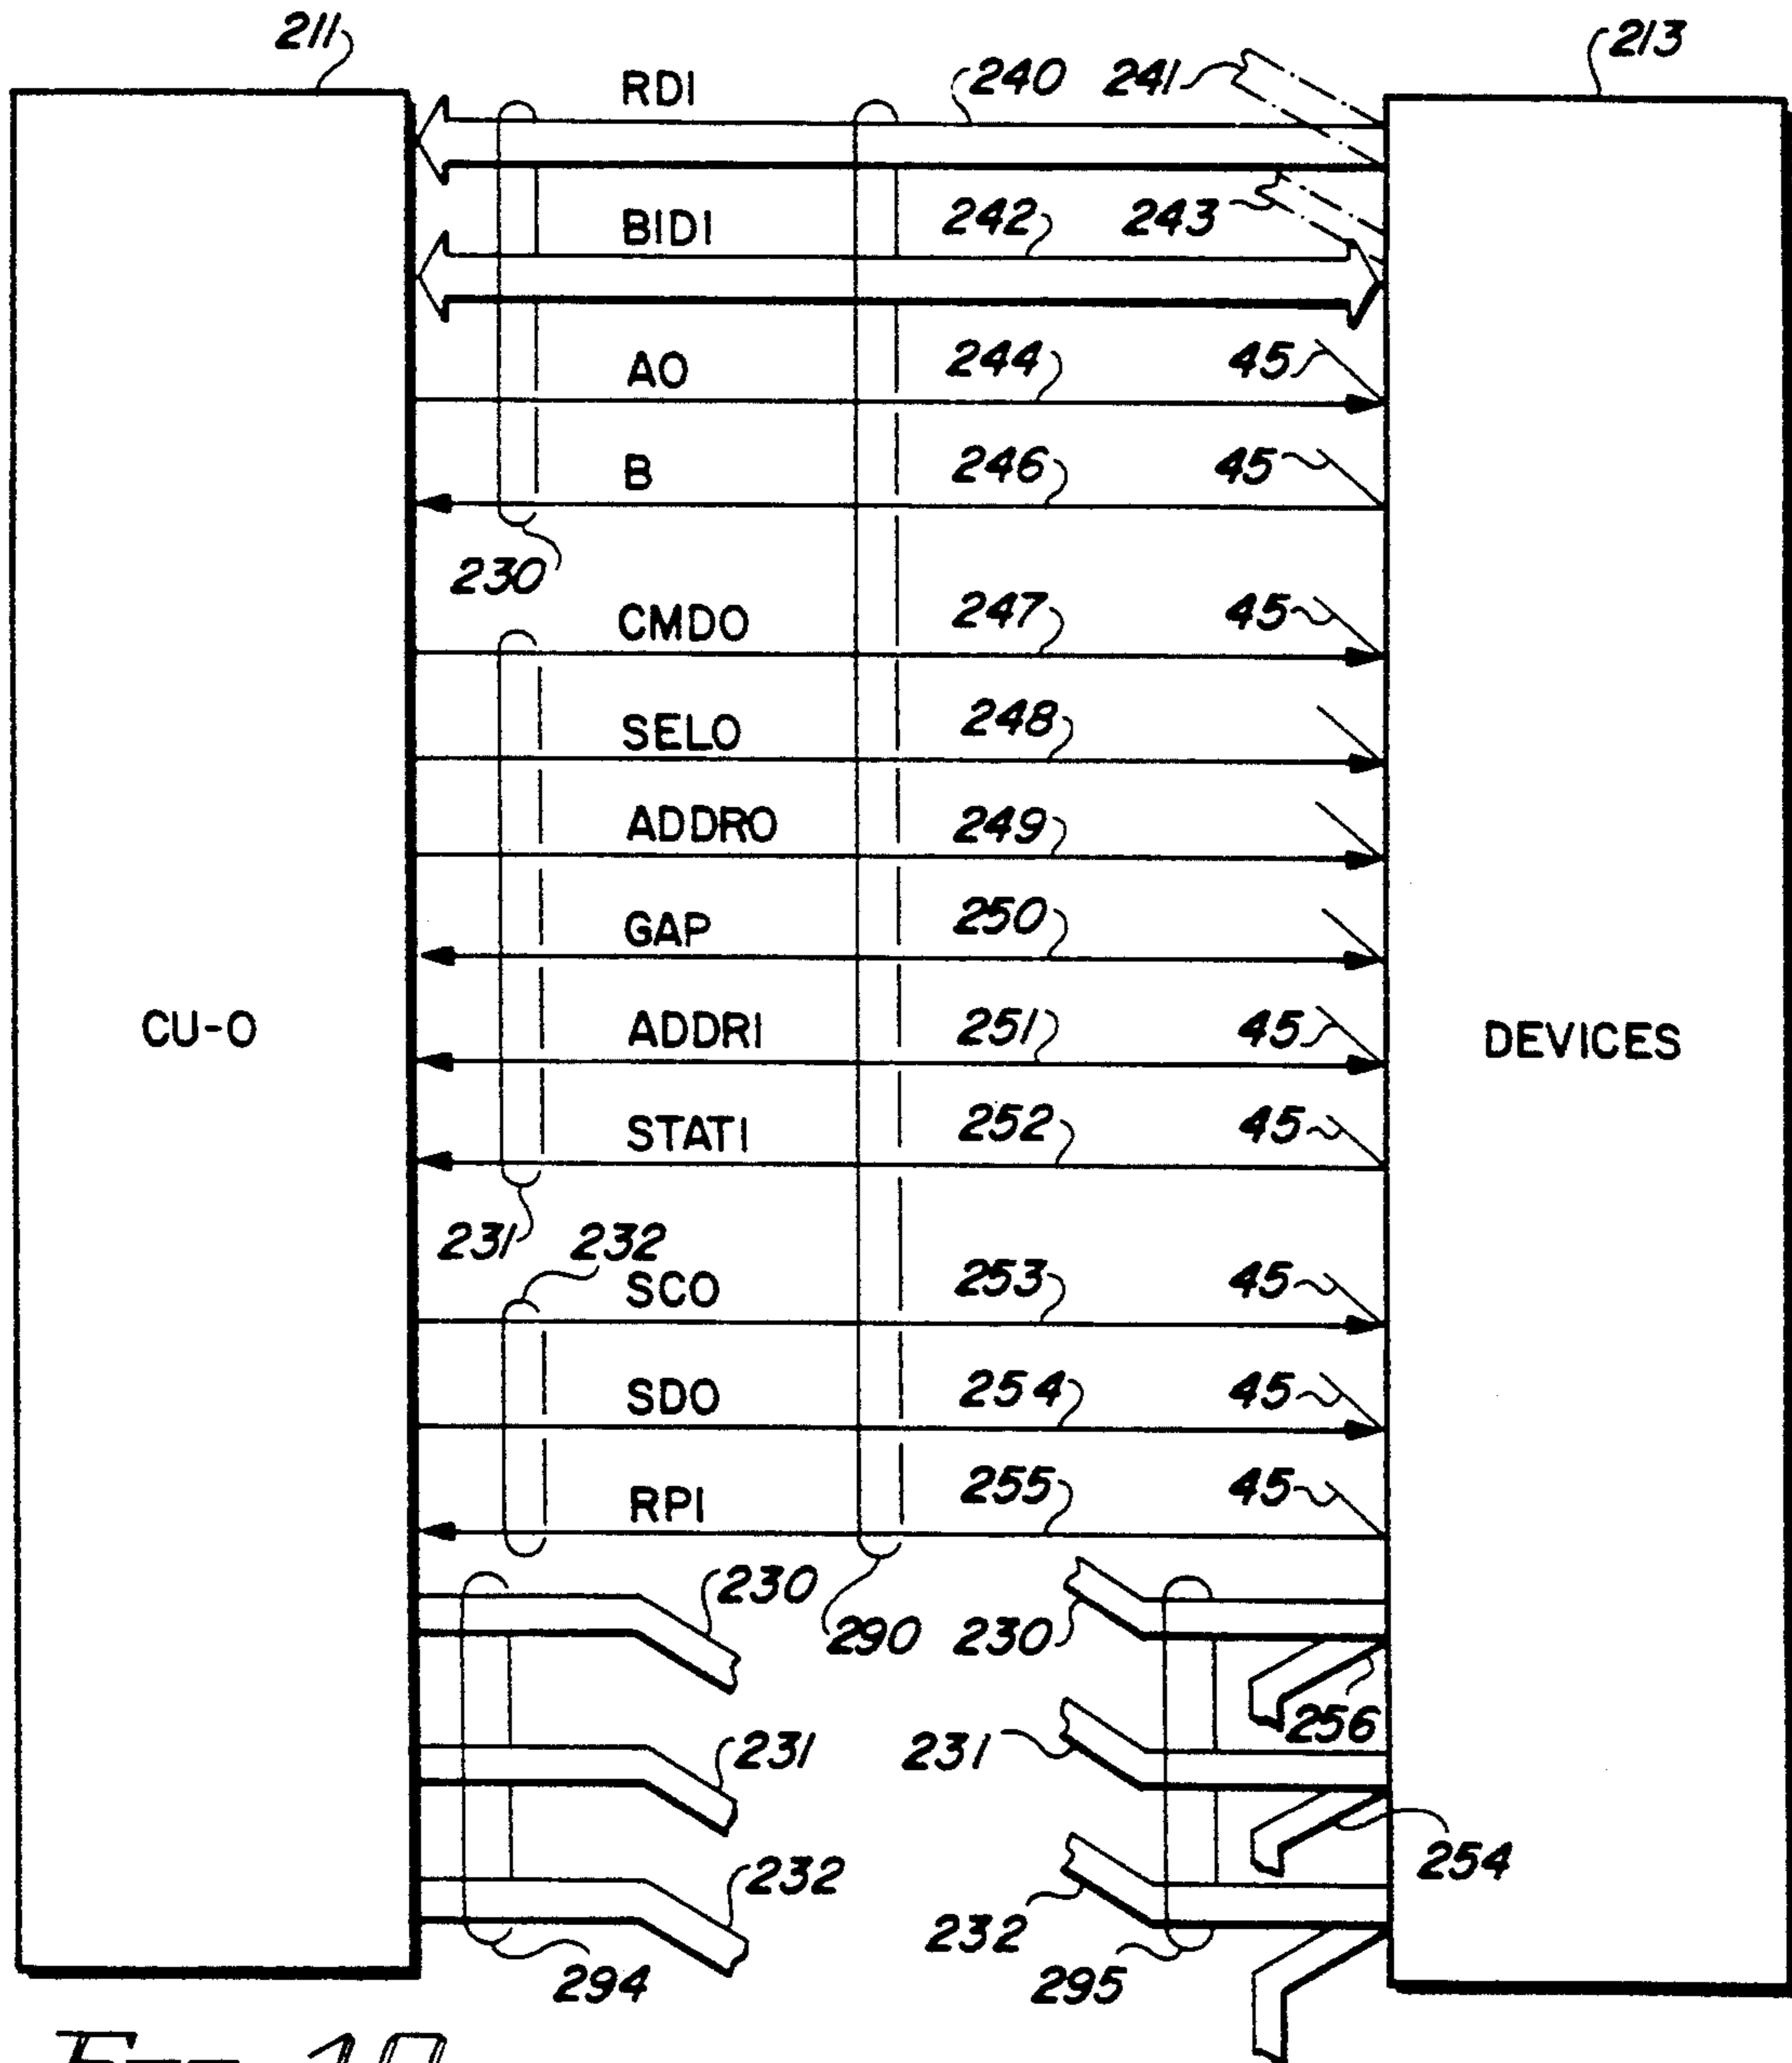 211
213
RDI
240
241
BIDI
242
243
AO
244
45
B
246
45
230
CMDO
247
45
SELO
248
ADDRO
249
GAP
250
CU-O
ADDRI
251
45
DEVICES
STATI
252
45
231
232
SCO
253
45
SDO
254
45
RPI
255
45
230
290
230
256
231
231
254
232
232
294
295
FIG. 10